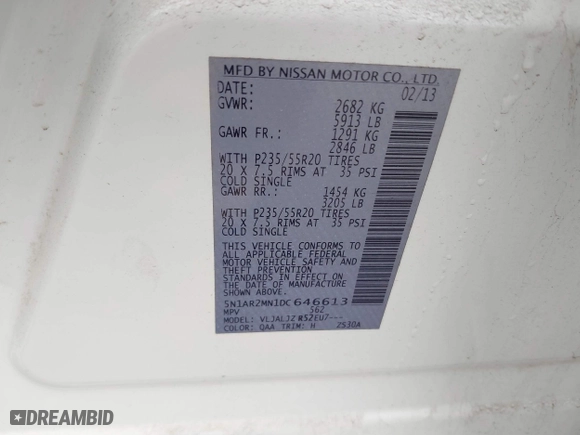 MFD BY NISSAN MOTOR CO., LTD.
DATE: 02/13
GVWR: 2682 KG
5913 LB
GAWR FR.: 1291 KG
2846 LB
WITH P235/55R20 TIRES
20 X 7.5 RIMS AT 35 PSI
COLD SINGLE
GAWR RR.: 1454 KG
3205 LB
WITH P235/55R20 TIRES
20 X 7.5 RIMS AT 35 PSI
COLD SINGLE
THIS VEHICLE CONFORMS TO
ALL APPLICABLE FEDERAL
MOTOR VEHICLE SAFETY AND
THEFT PREVENTION
STANDARDS IN EFFECT ON
THE DATE OF MANUFACTURE
SHOWN ABOVE.
5N1AR2MN1DC646613
MPV 562
MODEL:
COLOR: QAA TRIM: H 2530A
DREAMBID